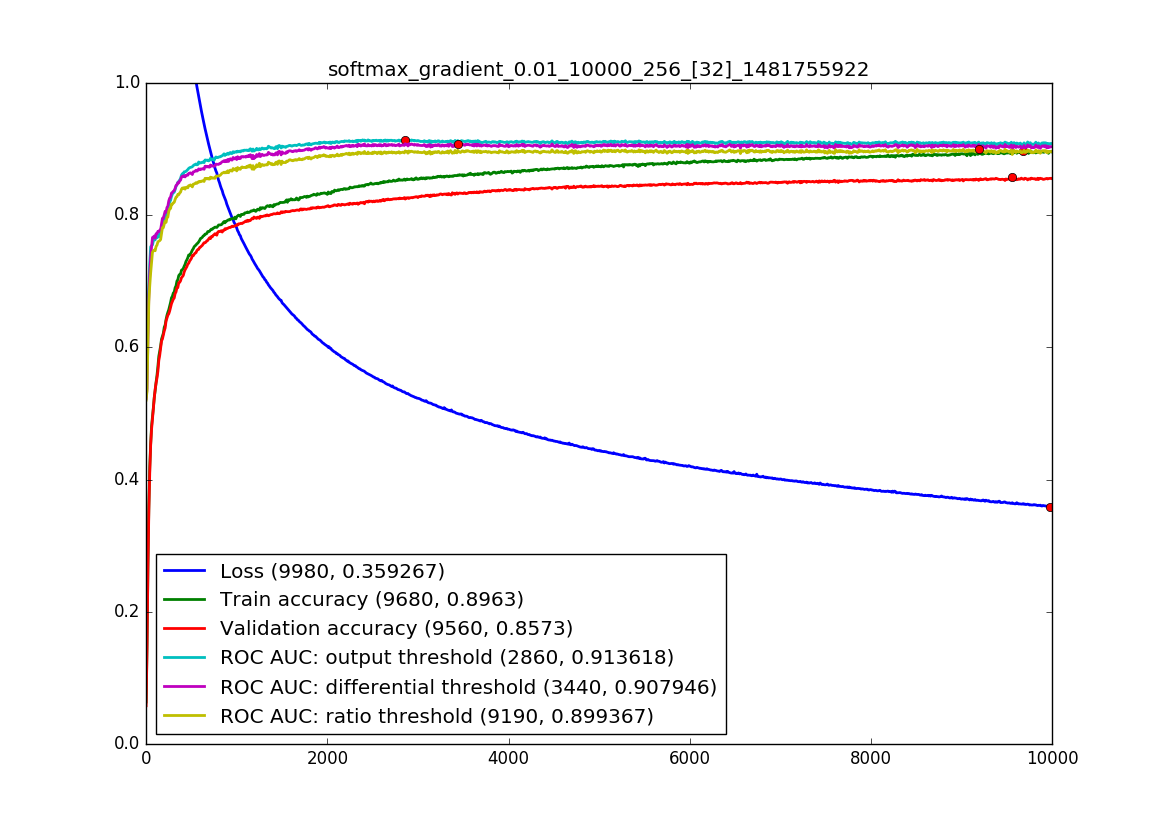 softmax_gradient_0.01_10000_256_[32]_1481755922
1.0
0.8
0.6
0.4
0.2
0.0
Loss (9980, 0.359267)
Train accuracy (9680, 0.8963)
Validation accuracy (9560, 0.8573)
ROC AUC: output threshold (2860, 0.913618)
ROC AUC: differential threshold (3440, 0.907946)
ROC AUC: ratio threshold (9190, 0.899367)
0 2000 4000 6000 8000 10000